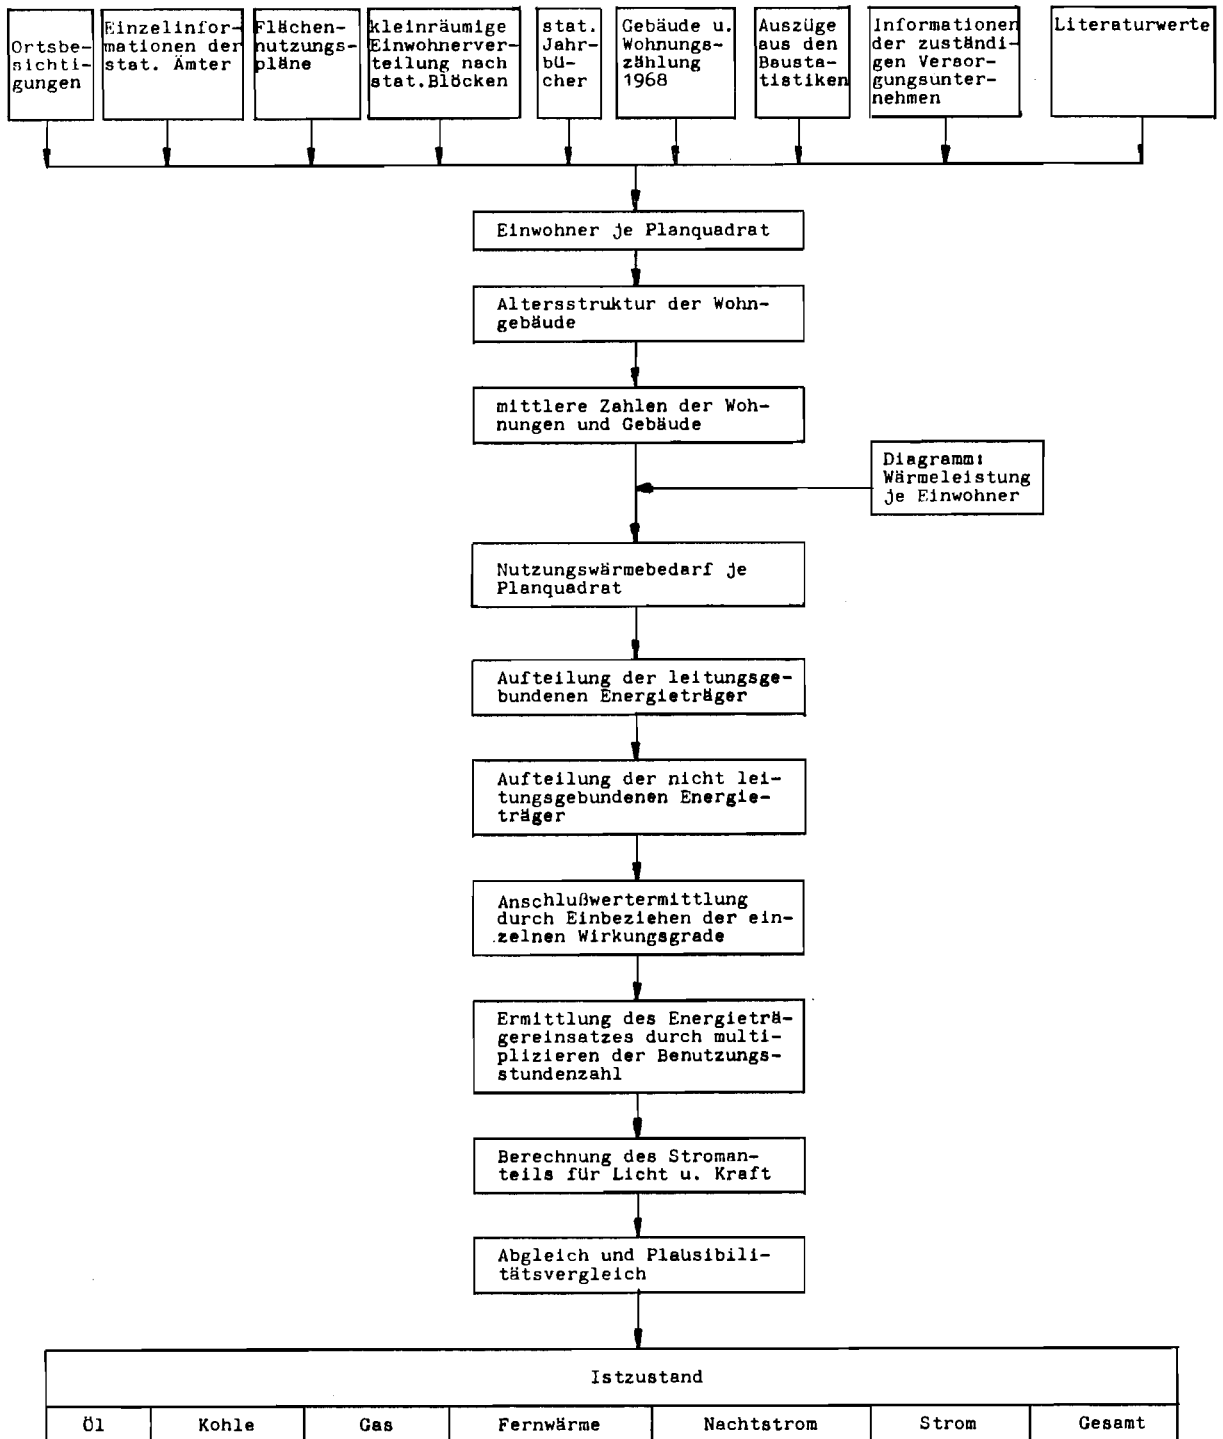 Ortsbe-
sichti-
gungen
Einzelinfor-
mationen der
stat. Ämter
Flächen-
nutzungs-
pläne
kleinräumige
Einwohnerver-
teilung nach
stat.Blöcken
stat.
Jahr-
bü-
cher
Gebäude u.
Wohnungs-
zählung
1968
Auszüge
aus den
Bausta-
tistiken
Informationen
der zuständi-
gen Versor-
gungsunter-
nehmen
Literaturwerte
Einwohner je Planquadrat
Altersstruktur der Wohn-
gebäude
mittlere Zahlen der Woh-
nungen und Gebäude
Diagramm:
Wärmeleistung
je Einwohner
Nutzungswärmebedarf je
Planquadrat
Aufteilung der leitungsge-
bundenen Energieträger
Aufteilung der nicht lei-
tungsgebundenen Energie-
träger
Anschlußwertermittlung
durch Einbeziehen der ein-
zelnen Wirkungsgrade
Ermittlung des Energieträ-
gereinsatzes durch multi-
plizieren der Benutzungs-
stundenzahl
Berechnung des Stroman-
teils für Licht u. Kraft
Abgleich und Plausibili-
tätsvergleich
Istzustand
Öl
Kohle
Gas
Fernwärme
Nachtstrom
Strom
Gesamt